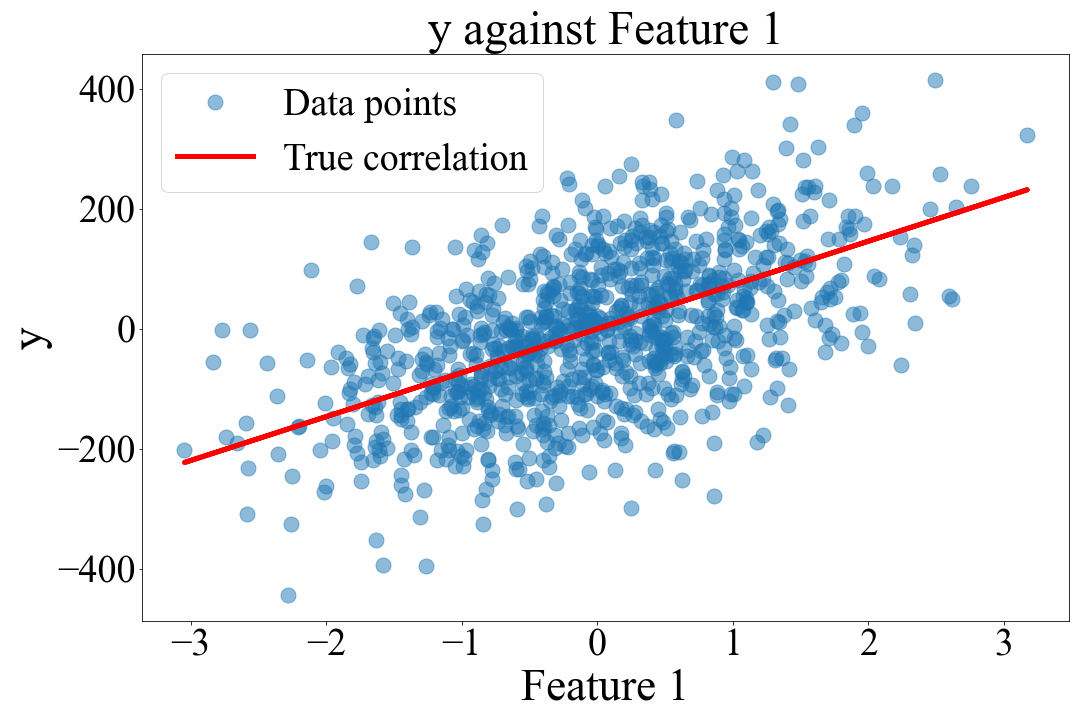 y against Feature 1
Data points
True correlation
400
200
0
−200
−400
y
−3 −2 −1 0 1 2 3
Feature 1